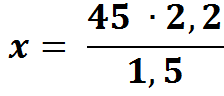 x = 45 · 2, 2 / 1, 5